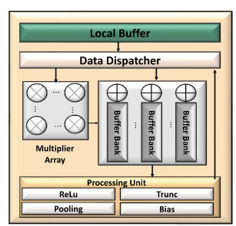 Local Buffer
Data Dispatcher
...
...
...
...
Buffer Bank
Buffer Bank
Buffer Bank
Multiplier
Array
Processing Unit
ReLu
Trunc
Pooling
Bias